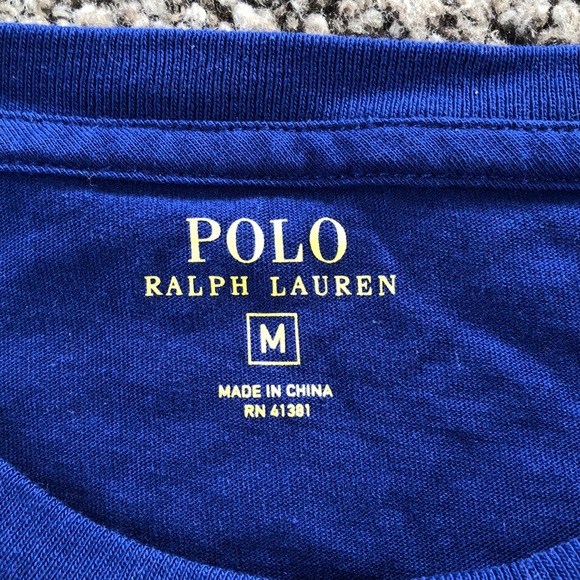 POLO
RALPH LAUREN
M
MADE IN CHINA
RN 41381